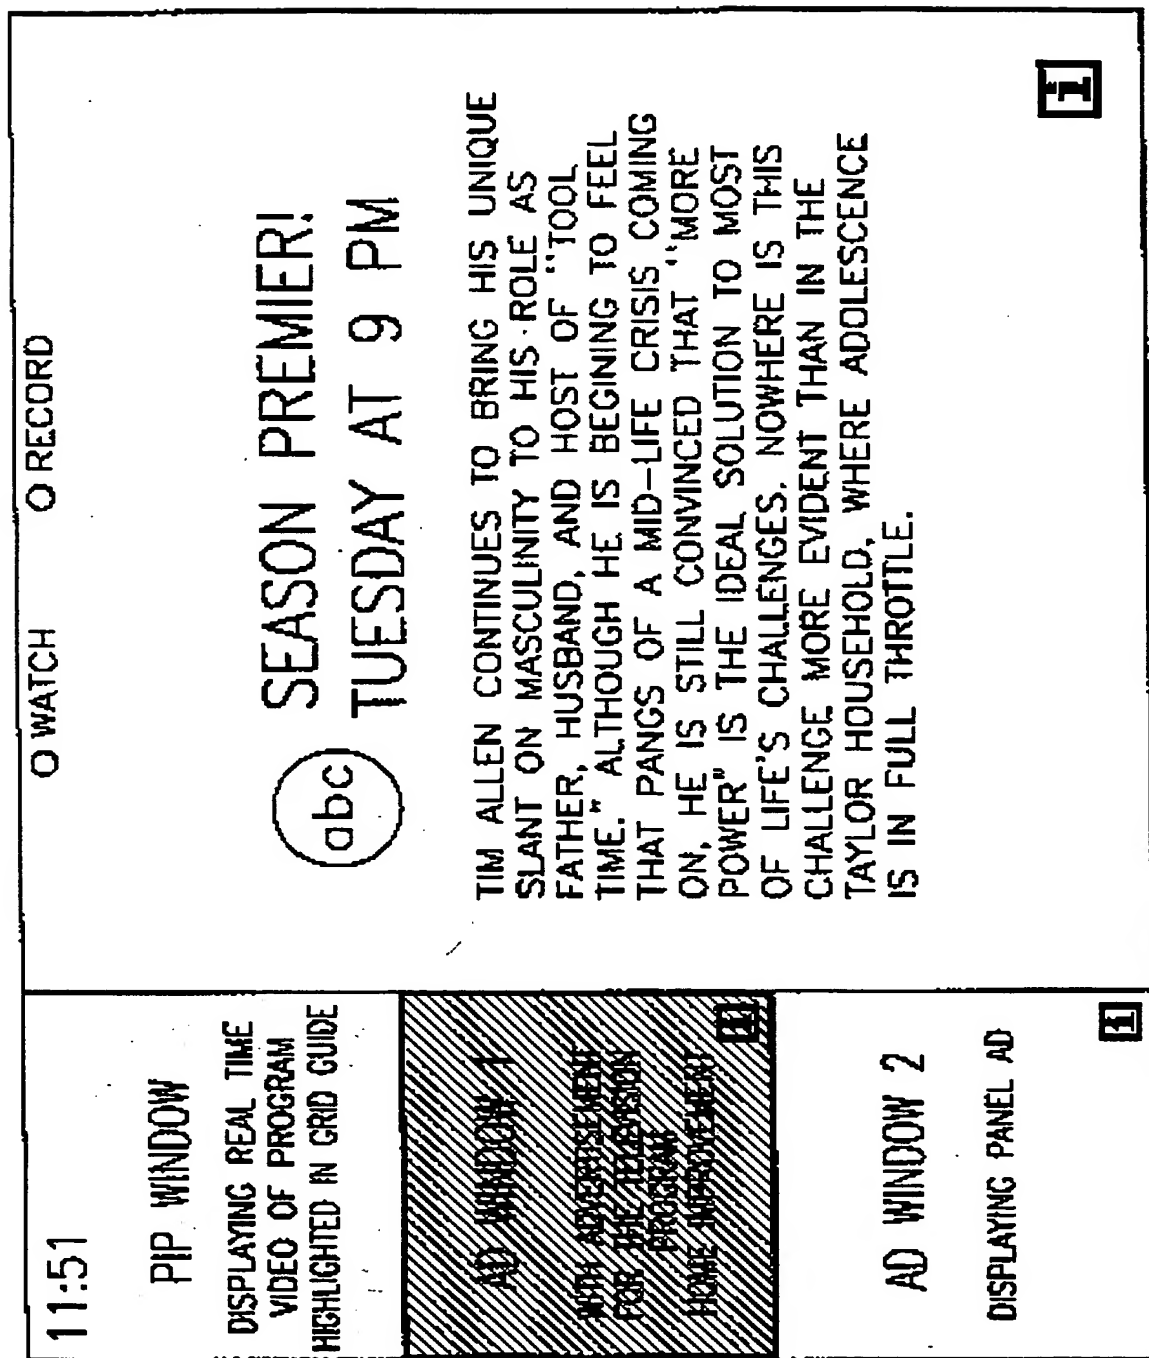 11:51
PIP WINDOW
DISPLAYING REAL TIME
VIDEO OF PROGRAM
HIGHLIGHTED IN GRID GUIDE
AD WINDOW 1
WITH ADVERTISEMENT
FOR THE TELEVISION
PROGRAM
HOME IMPROVEMENT
i
AD WINDOW 2
DISPLAYING PANEL AD
i
O WATCH O RECORD
abc
SEASON PREMIER!
TUESDAY AT 9 PM
TIM ALLEN CONTINUES TO BRING HIS UNIQUE
SLANT ON MASCULINITY TO HIS ROLE AS
FATHER, HUSBAND, AND HOST OF "TOOL
TIME." ALTHOUGH HE IS BEGINING TO FEEL
THAT PANGS OF A MID-LIFE CRISIS COMING
ON, HE IS STILL CONVINCED THAT "MORE
POWER" IS THE IDEAL SOLUTION TO MOST
OF LIFE'S CHALLENGES. NOWHERE IS THIS
CHALLENGE MORE EVIDENT THAN IN THE
TAYLOR HOUSEHOLD, WHERE ADOLESCENCE
IS IN FULL THROTTLE.
i